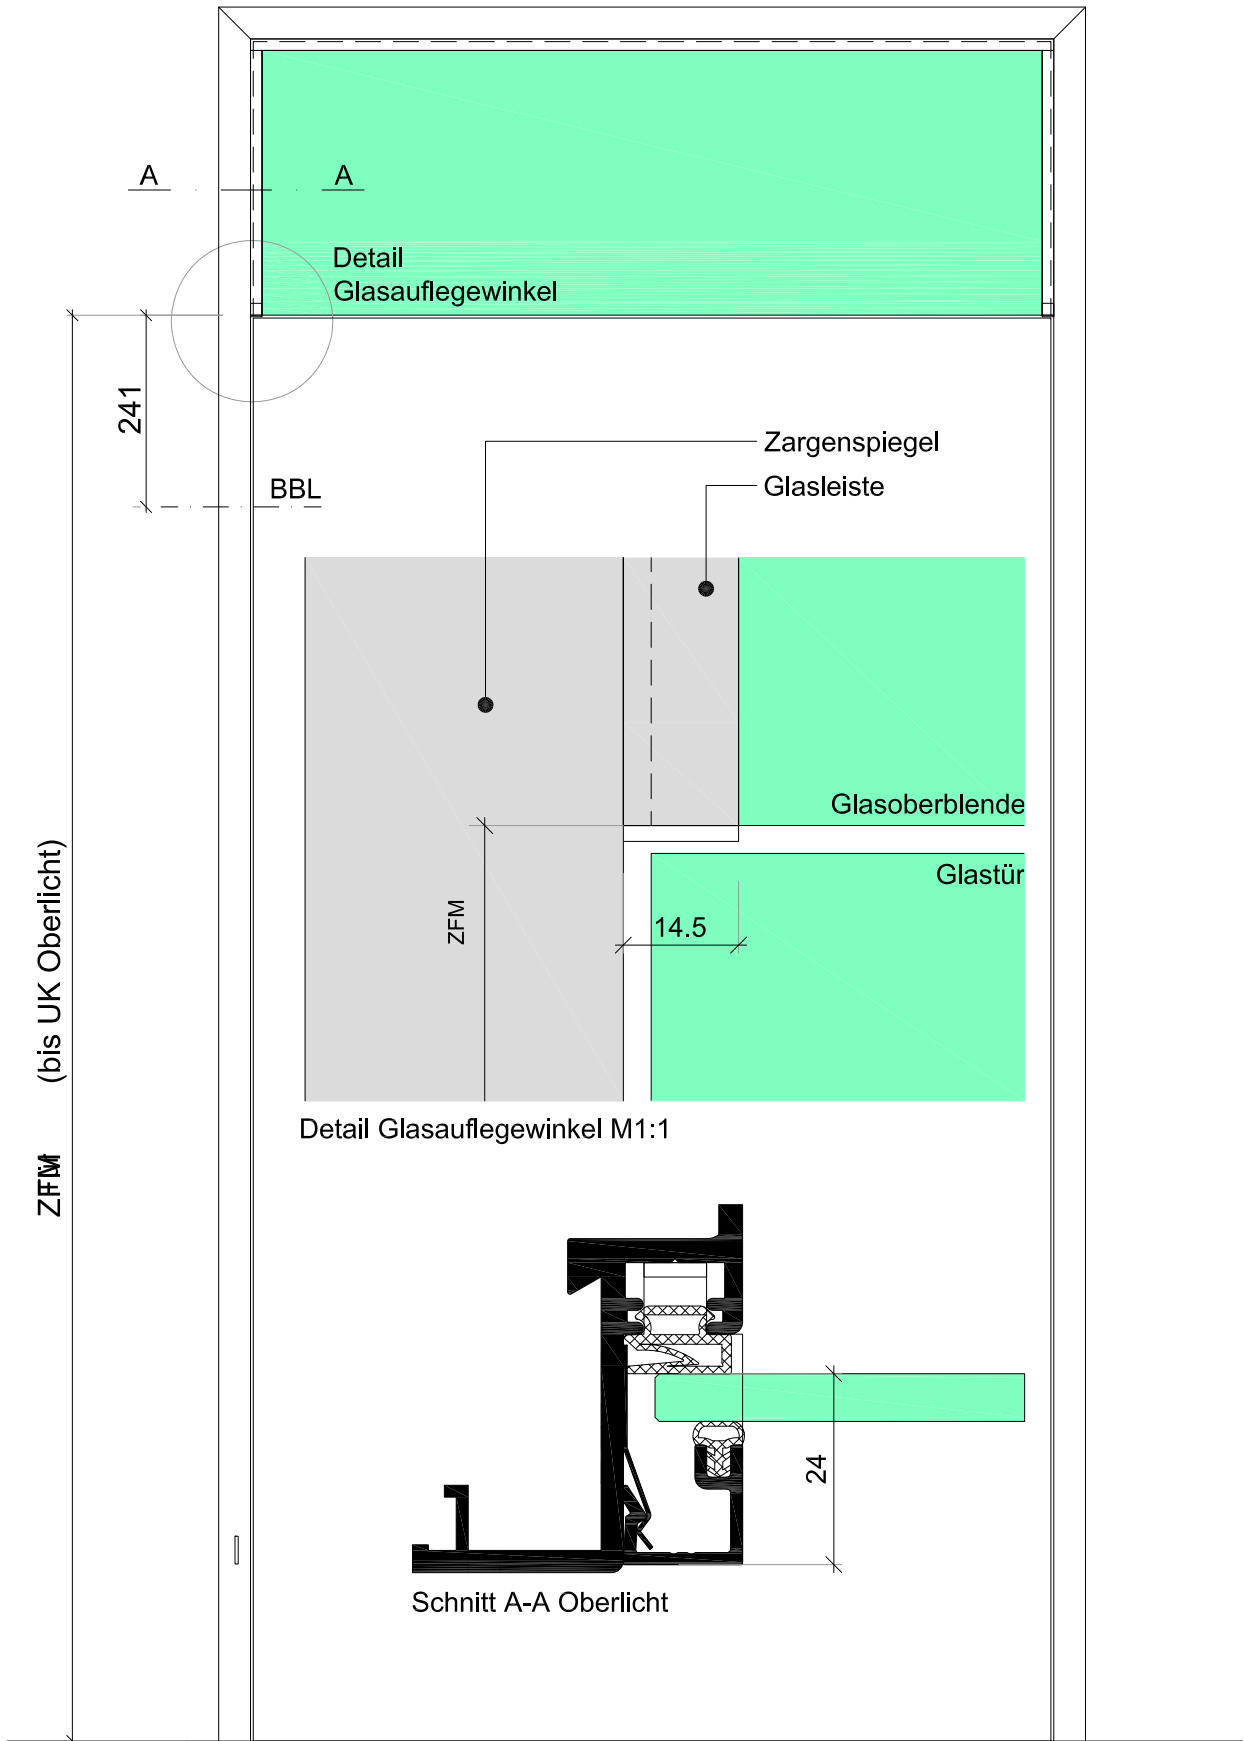 A
A
Detail
Glasauflegewinkel
241
BBL
Zargenspiegel
Glasleiste
Glasoberblende
Glastür
ZFM
14.5
(bis UK Oberlicht)
Detail Glasauflegewinkel M1:1
24
Schnitt A-A Oberlicht